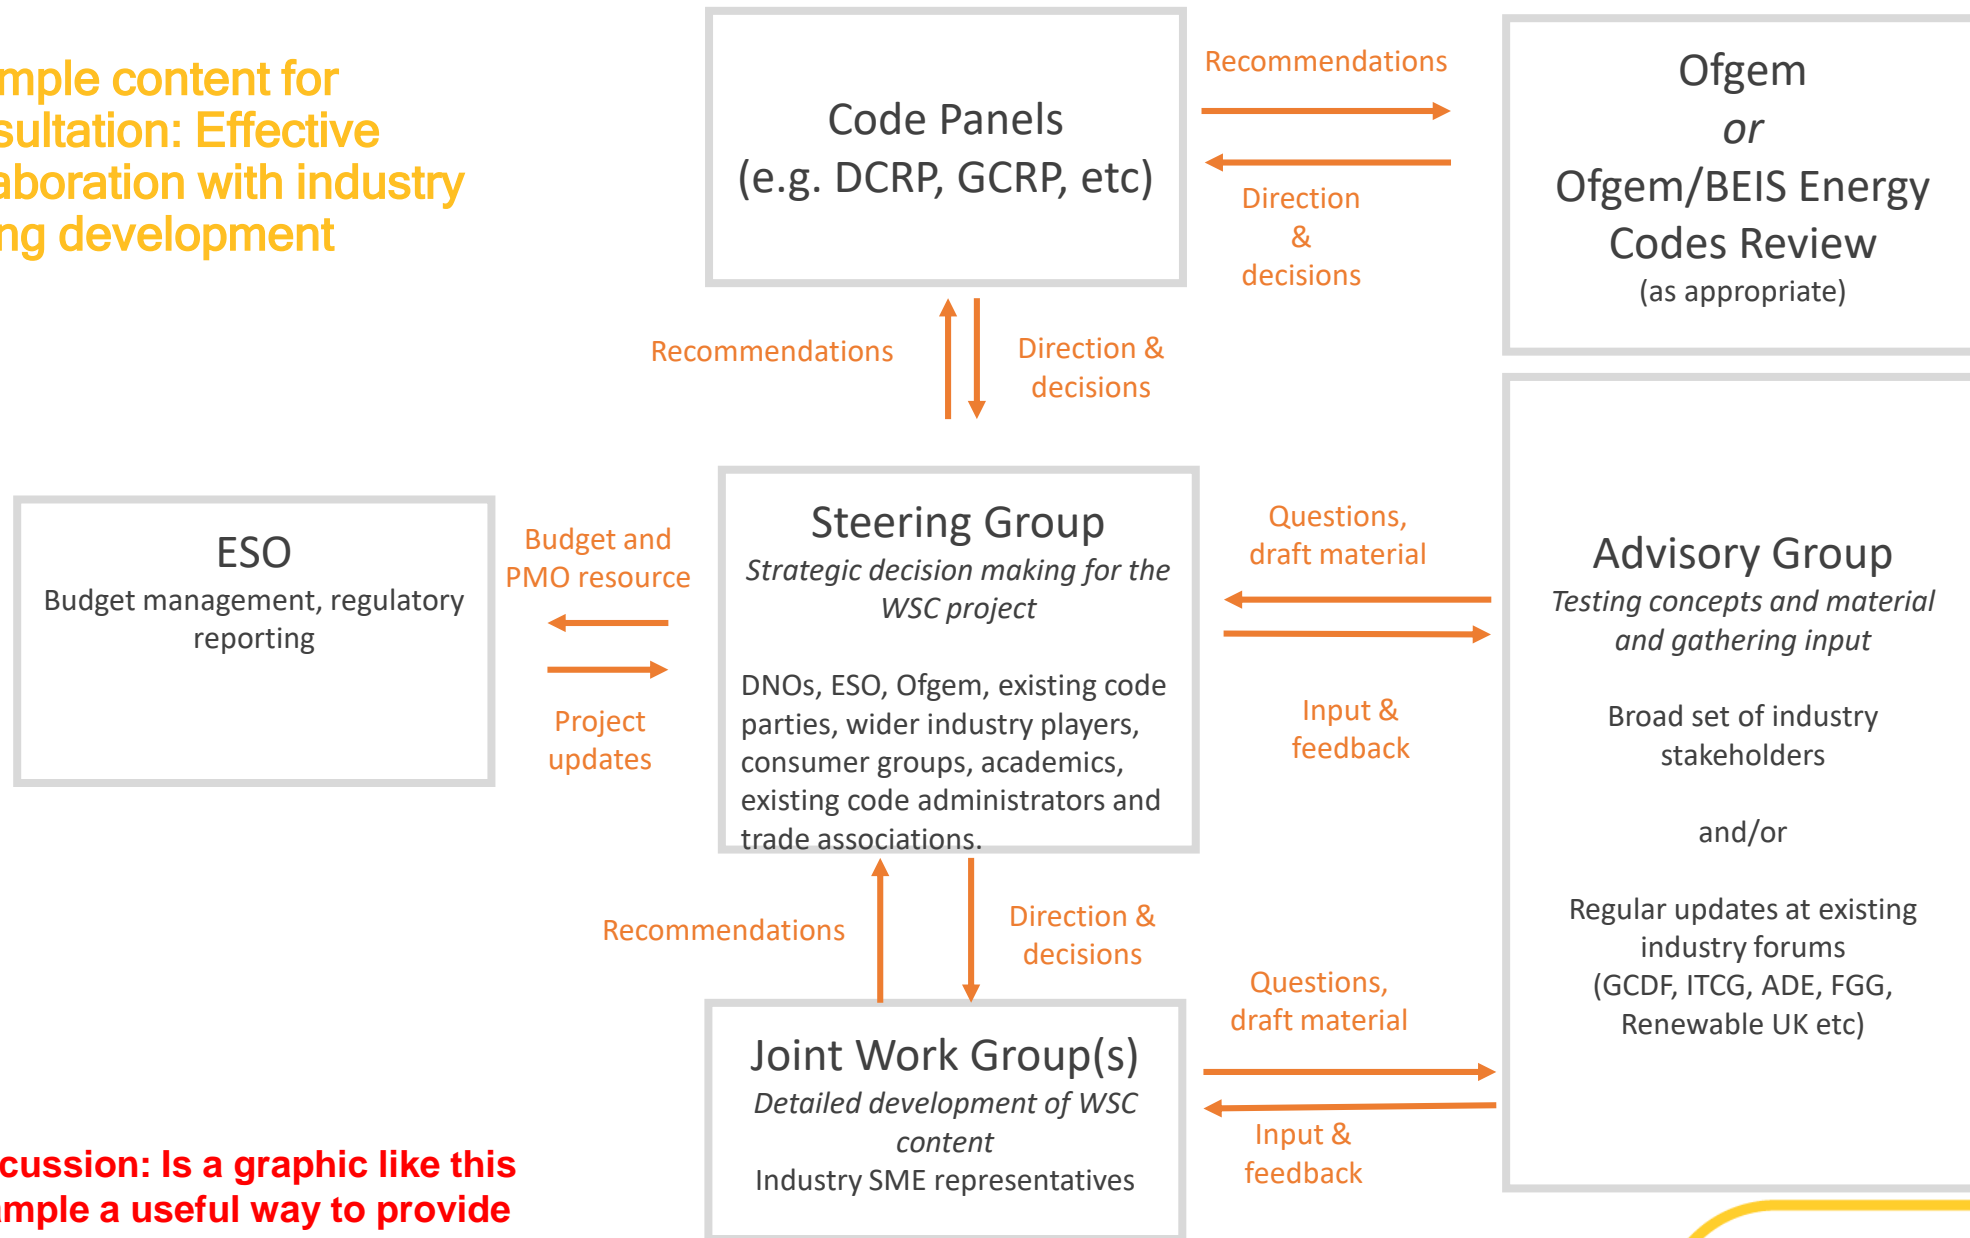 mple content for
sultation: Effective
aboration with industry
ng development
Code Panels
(e.g. DCRP, GCRP, etc)
Recommendations
Direction
&
decisions
Ofgem
or
Ofgem/BEIS Energy
Codes Review
(as appropriate)
Recommendations
Direction &
decisions
ESO
Budget management, regulatory
reporting
Budget and
PMO resource
Project
updates
Steering Group
Strategic decision making for the
WSC project
DNOs, ESO, Ofgem, existing code
parties, wider industry players,
consumer groups, academics,
existing code administrators and
trade associations.
Questions,
draft material
Input &
feedback
Advisory Group
Testing concepts and material
and gathering input
Broad set of industry
stakeholders
and/or
Regular updates at existing
industry forums
(GCDF, ITCG, ADE, FGG,
Renewable UK etc)
Recommendations
Direction &
decisions
Joint Work Group(s)
Detailed development of WSC
content
Industry SME representatives
Questions,
draft material
Input &
feedback
cussion: Is a graphic like this
ample a useful way to provide